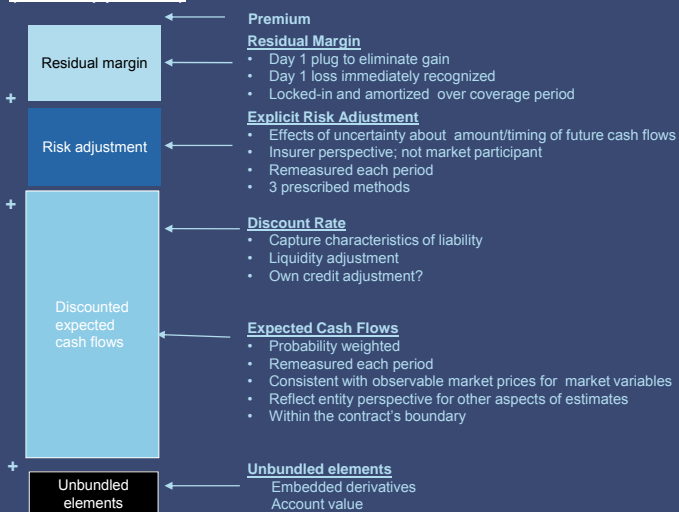 Premium
Residual margin
Residual Margin
• Day 1 plug to eliminate gain
• Day 1 loss immediately recognized
• Locked-in and amortized over coverage period
+
Risk adjustment
Explicit Risk Adjustment
• Effects of uncertainty about amount/timing of future cash flows
• Insurer perspective; not market participant
• Remeasured each period
• 3 prescribed methods
+
Discount Rate
• Capture characteristics of liability
• Liquidity adjustment
• Own credit adjustment?
Discounted
expected
cash flows
Expected Cash Flows
• Probability weighted
• Remeasured each period
• Consistent with observable market prices for market variables
• Reflect entity perspective for other aspects of estimates
• Within the contract's boundary
+
Unbundled
elements
Unbundled elements
Embedded derivatives
Account value